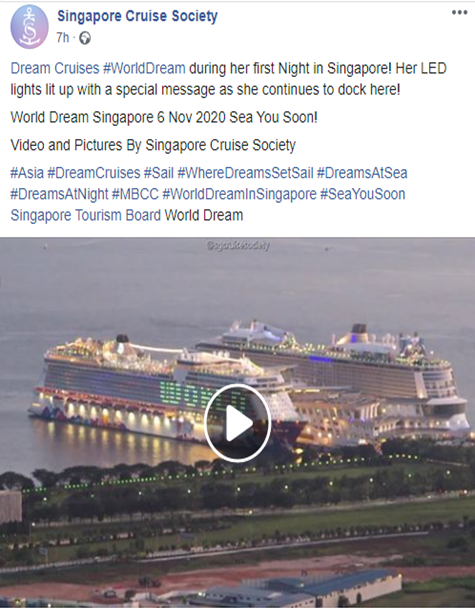 Singapore Cruise Society
7h ·
Dream Cruises #WorldDream during her first Night in Singapore! Her LED
lights lit up with a special message as she continues to dock here!
World Dream Singapore 6 Nov 2020 Sea You Soon!
Video and Pictures By Singapore Cruise Society
#Asia #DreamCruises #Sail #WhereDreamsSetSail #DreamsAtSea
#DreamsAtNight #MBCC #WorldDreamInSingapore #SeaYouSoon
Singapore Tourism Board World Dream
@sgcruisesociety